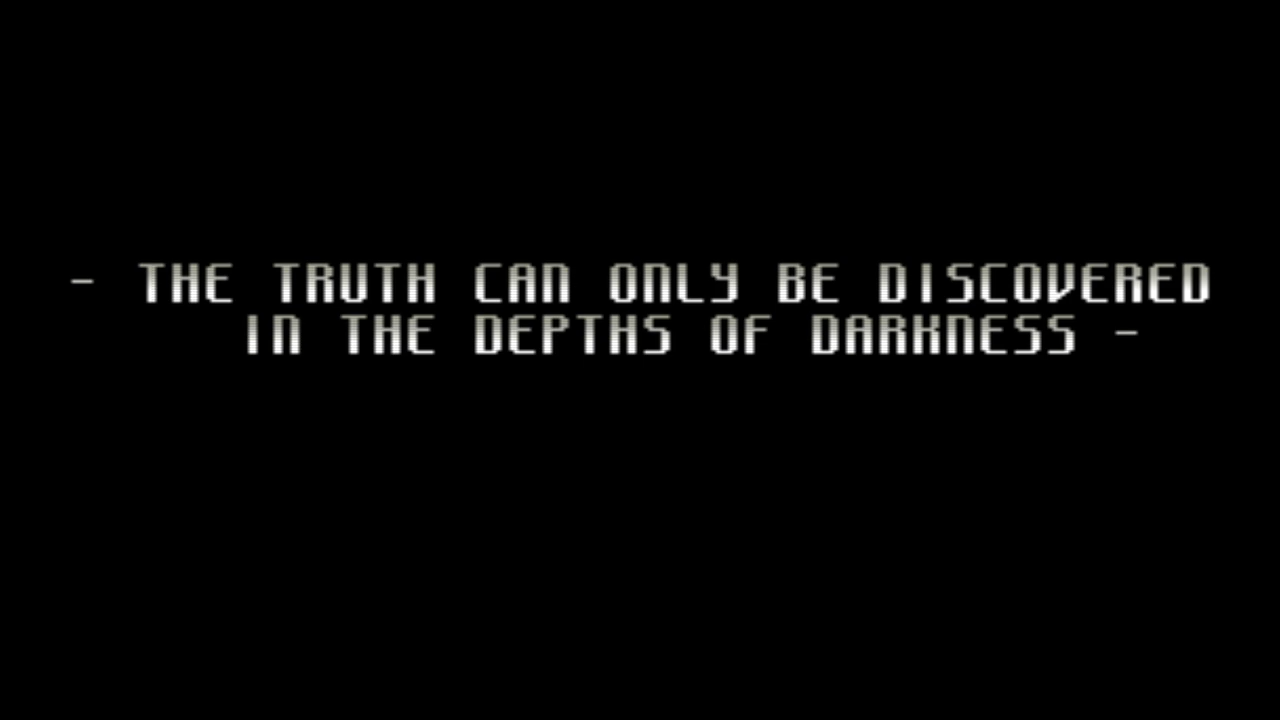 - THE TRUTH CAN ONLY BE DISCOVERED
IN THE DEPTHS OF DARKNESS -